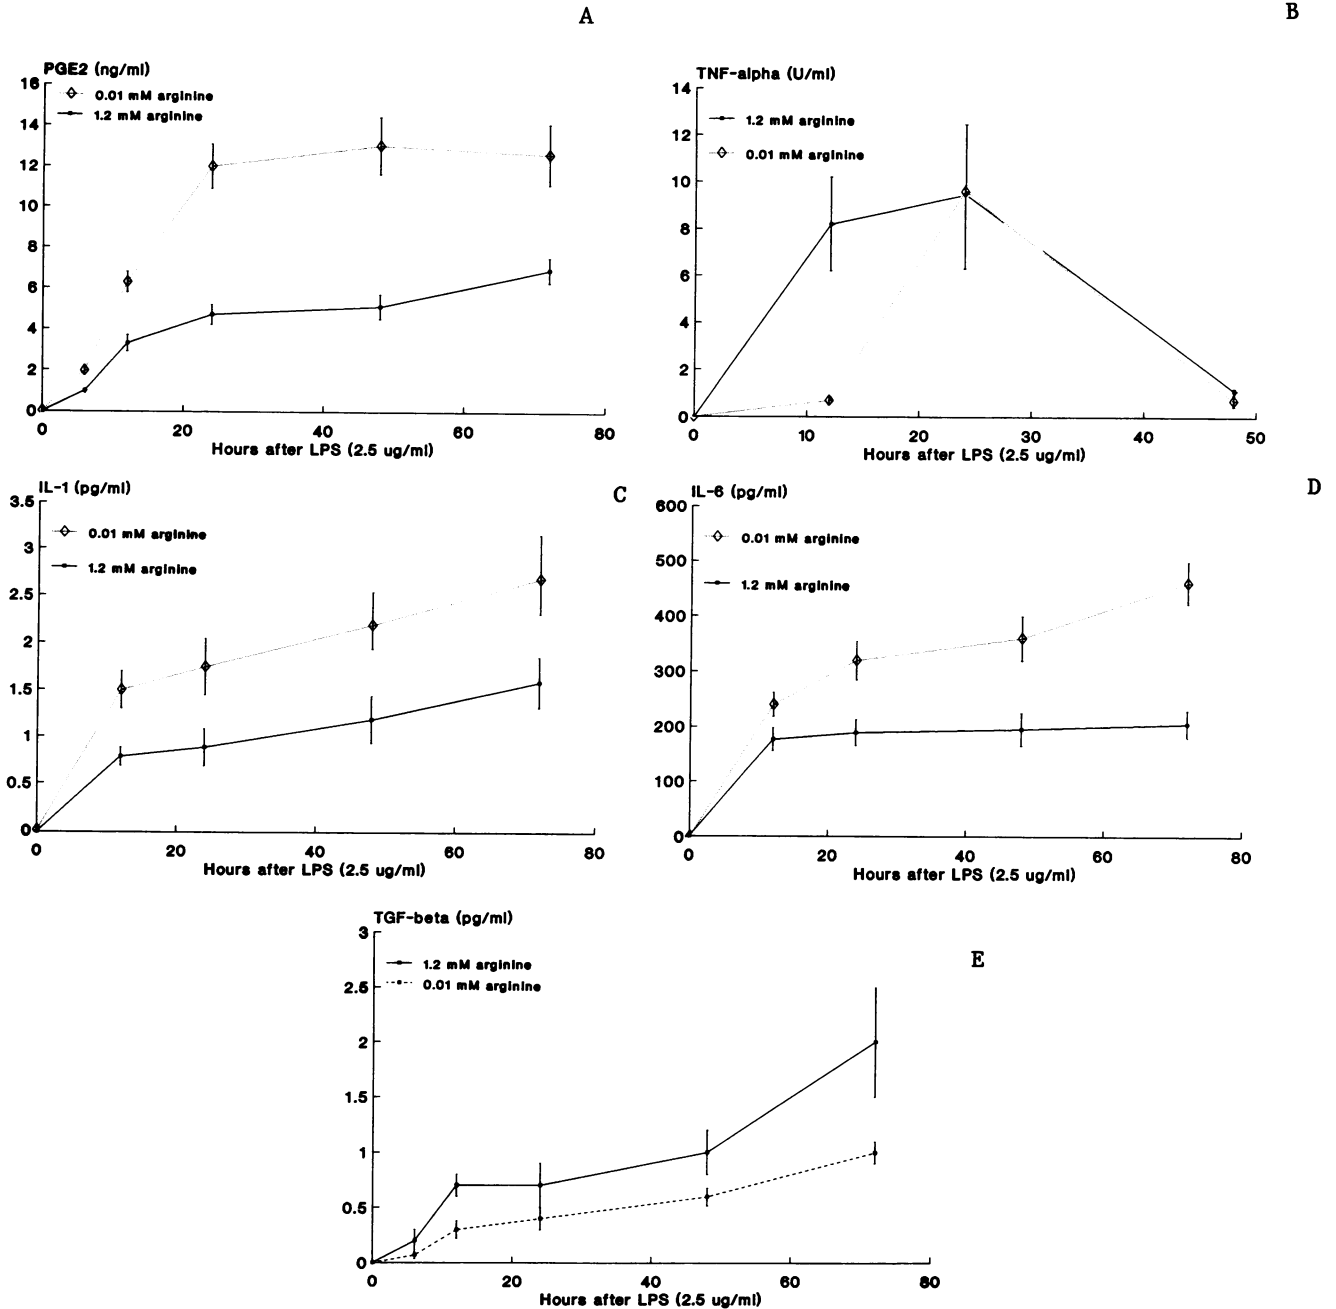 A
B
PGE2 (ng/ml)
16
14
12
10
8
6
4
2
0
0.01 mM arginine
1.2 mM arginine
0 20 40 60 80
Hours after LPS (2.5 ug/ml)
TNF-alpha (U/ml)
14
12
10
8
6
4
2
0
1.2 mM arginine
0.01 mM arginine
0 10 20 30 40 50
Hours after LPS (2.5 ug/ml)
C
IL-1 (pg/ml)
3.5
3
2.5
2
1.5
1
0.5
0
0.01 mM arginine
1.2 mM arginine
0 20 40 60 80
Hours after LPS (2.5 ug/ml)
D
IL-6 (pg/ml)
600
500
400
300
200
100
0
0.01 mM arginine
1.2 mM arginine
0 20 40 60 80
Hours after LPS (2.5 ug/ml)
E
TGF-beta (pg/ml)
3
2.5
2
1.5
1
0.5
0
1.2 mM arginine
0.01 mM arginine
0 20 40 60 80
Hours after LPS (2.5 ug/ml)